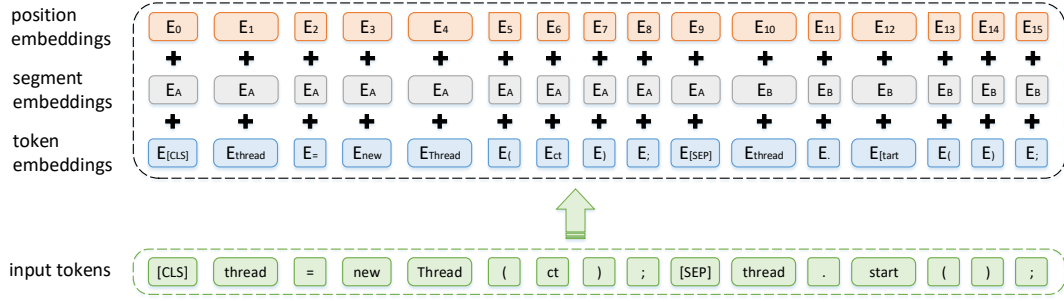 position embeddings E0 E1 E2 E3 E4 E5 E6 E7 E8 E9 E10 E11 E12 E13 E14 E15
+ + + + + + + + + + + + + + + +
segment embeddings EA EA EA EA EA EA EA EA EA EA EB EB EB EB EB EB
+ + + + + + + + + + + + + + + +
token embeddings E[CLS] Ethread E= Enew EThread E( Ect E) E; E[SEP] Ethread E. E[tart E( E) E;
input tokens [CLS] thread = new Thread ( ct ) ; [SEP] thread . start ( ) ;